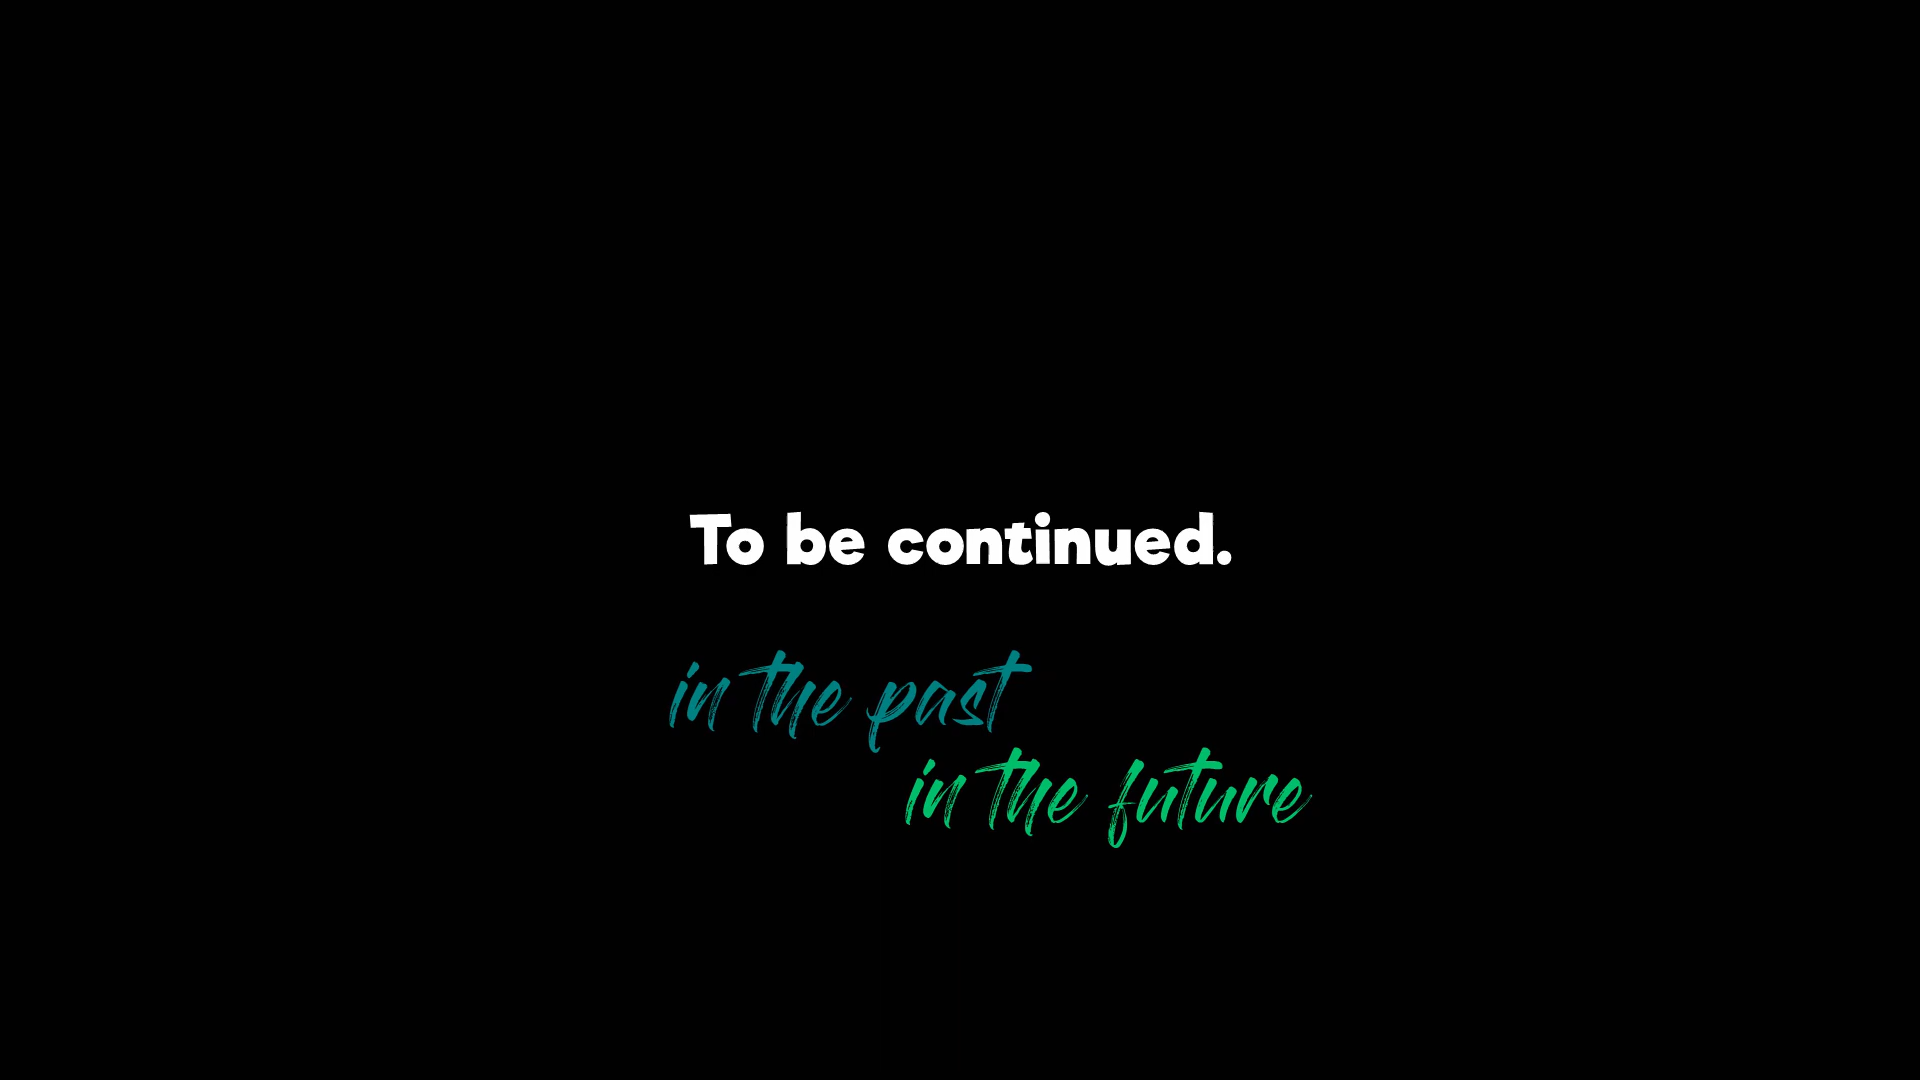 To be continued.
in the past
in the future